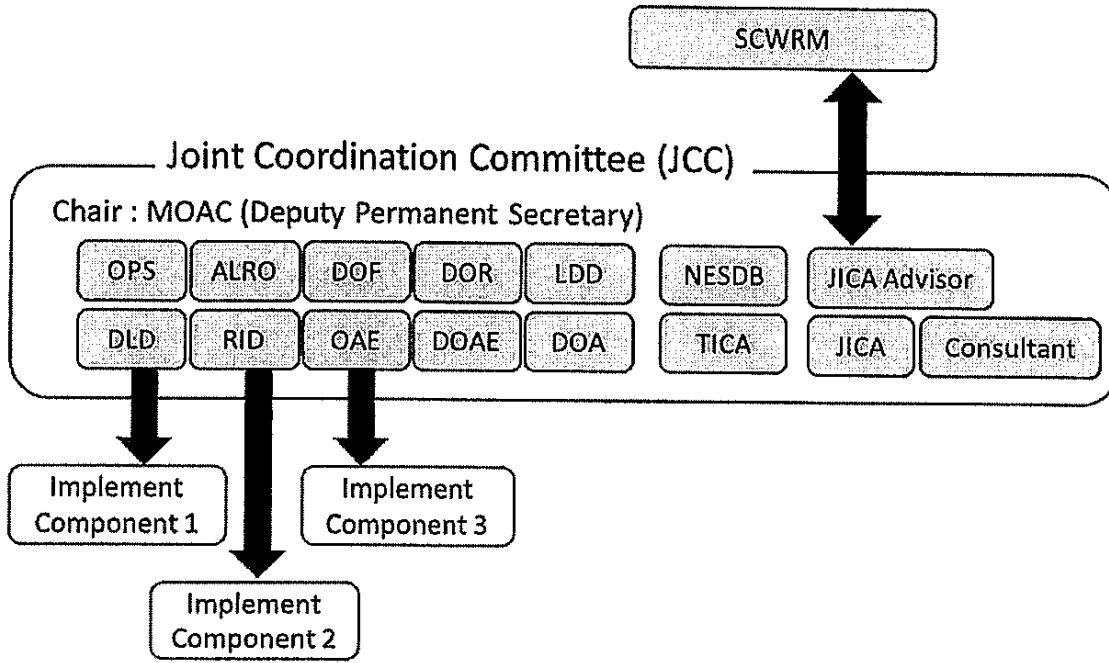 SCWRM
Joint Coordination Committee (JCC)
Chair : MOAC (Deputy Permanent Secretary)
OPS ALRO DOF DOR LDD NESDB JICA Advisor
DLD RID OAE DOAE DOA TICA JICA Consultant
Implement
Component 1
Implement
Component 3
Implement
Component 2